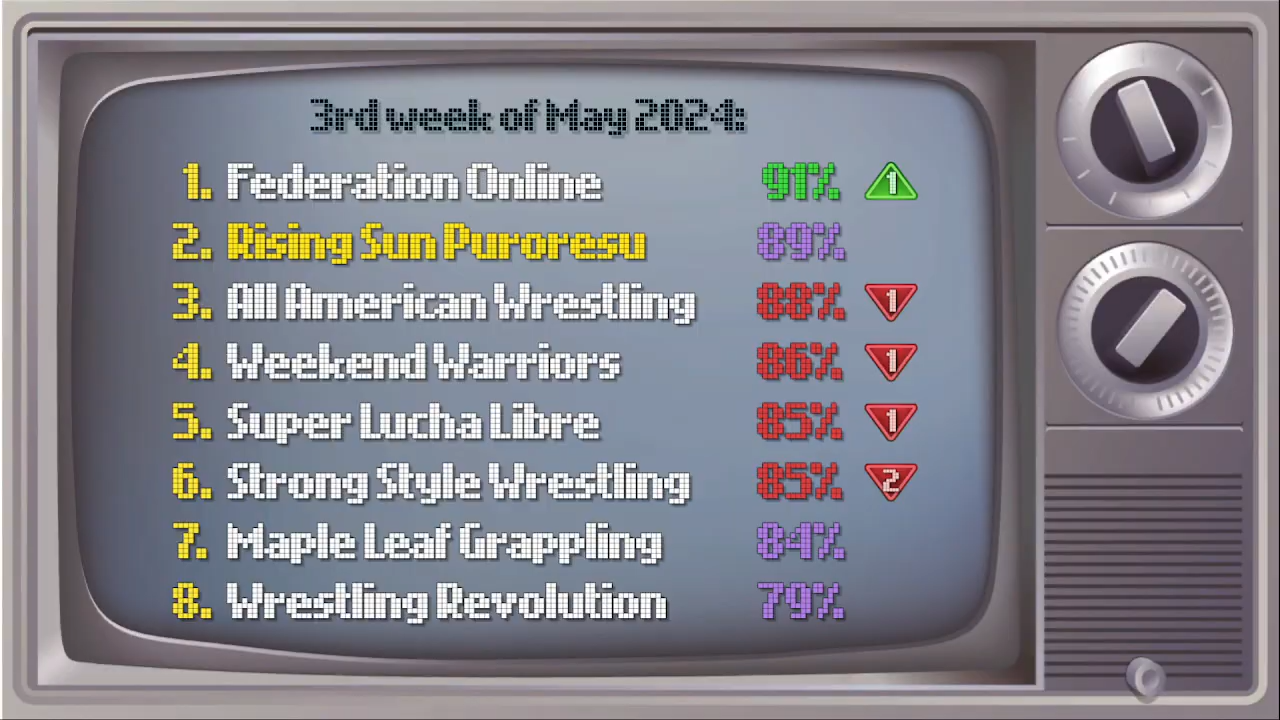 3rd week of May 2024:
1. Federation Online 91% 1
2. Rising Sun Puroresu 89%
3. All American Wrestling 88% 1
4. Weekend Warriors 86% 1
5. Super Lucha Libre 85% 1
6. Strong Style Wrestling 85% 2
7. Maple Leaf Grappling 84%
8. Wrestling Revolution 79%